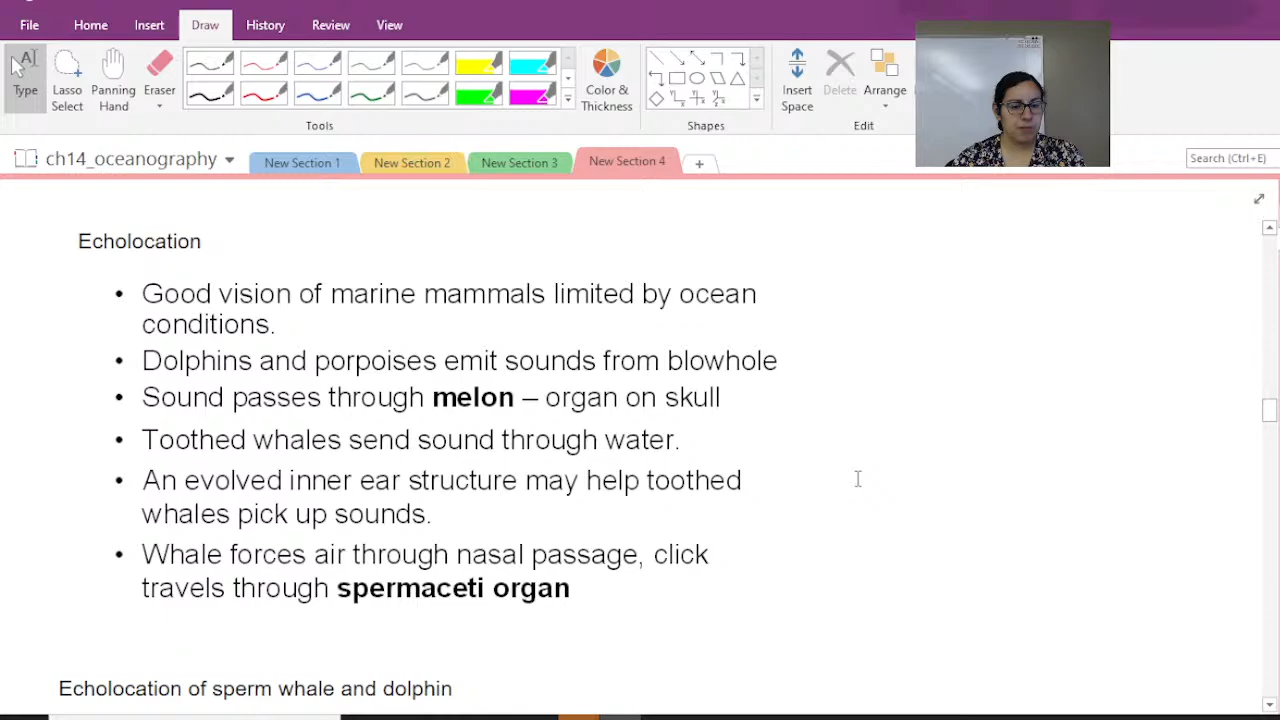 File Home Insert Draw History Review View
Type Lasso Select Panning Hand Eraser Color & Thickness Insert Space Delete Arrange
Tools Shapes Edit
ch14_oceanography New Section 1 New Section 2 New Section 3 New Section 4 + Search (Ctrl+E)
Echolocation
• Good vision of marine mammals limited by ocean
conditions.
• Dolphins and porpoises emit sounds from blowhole
• Sound passes through melon – organ on skull
• Toothed whales send sound through water.
• An evolved inner ear structure may help toothed
whales pick up sounds.
• Whale forces air through nasal passage, click
travels through spermaceti organ
Echolocation of sperm whale and dolphin